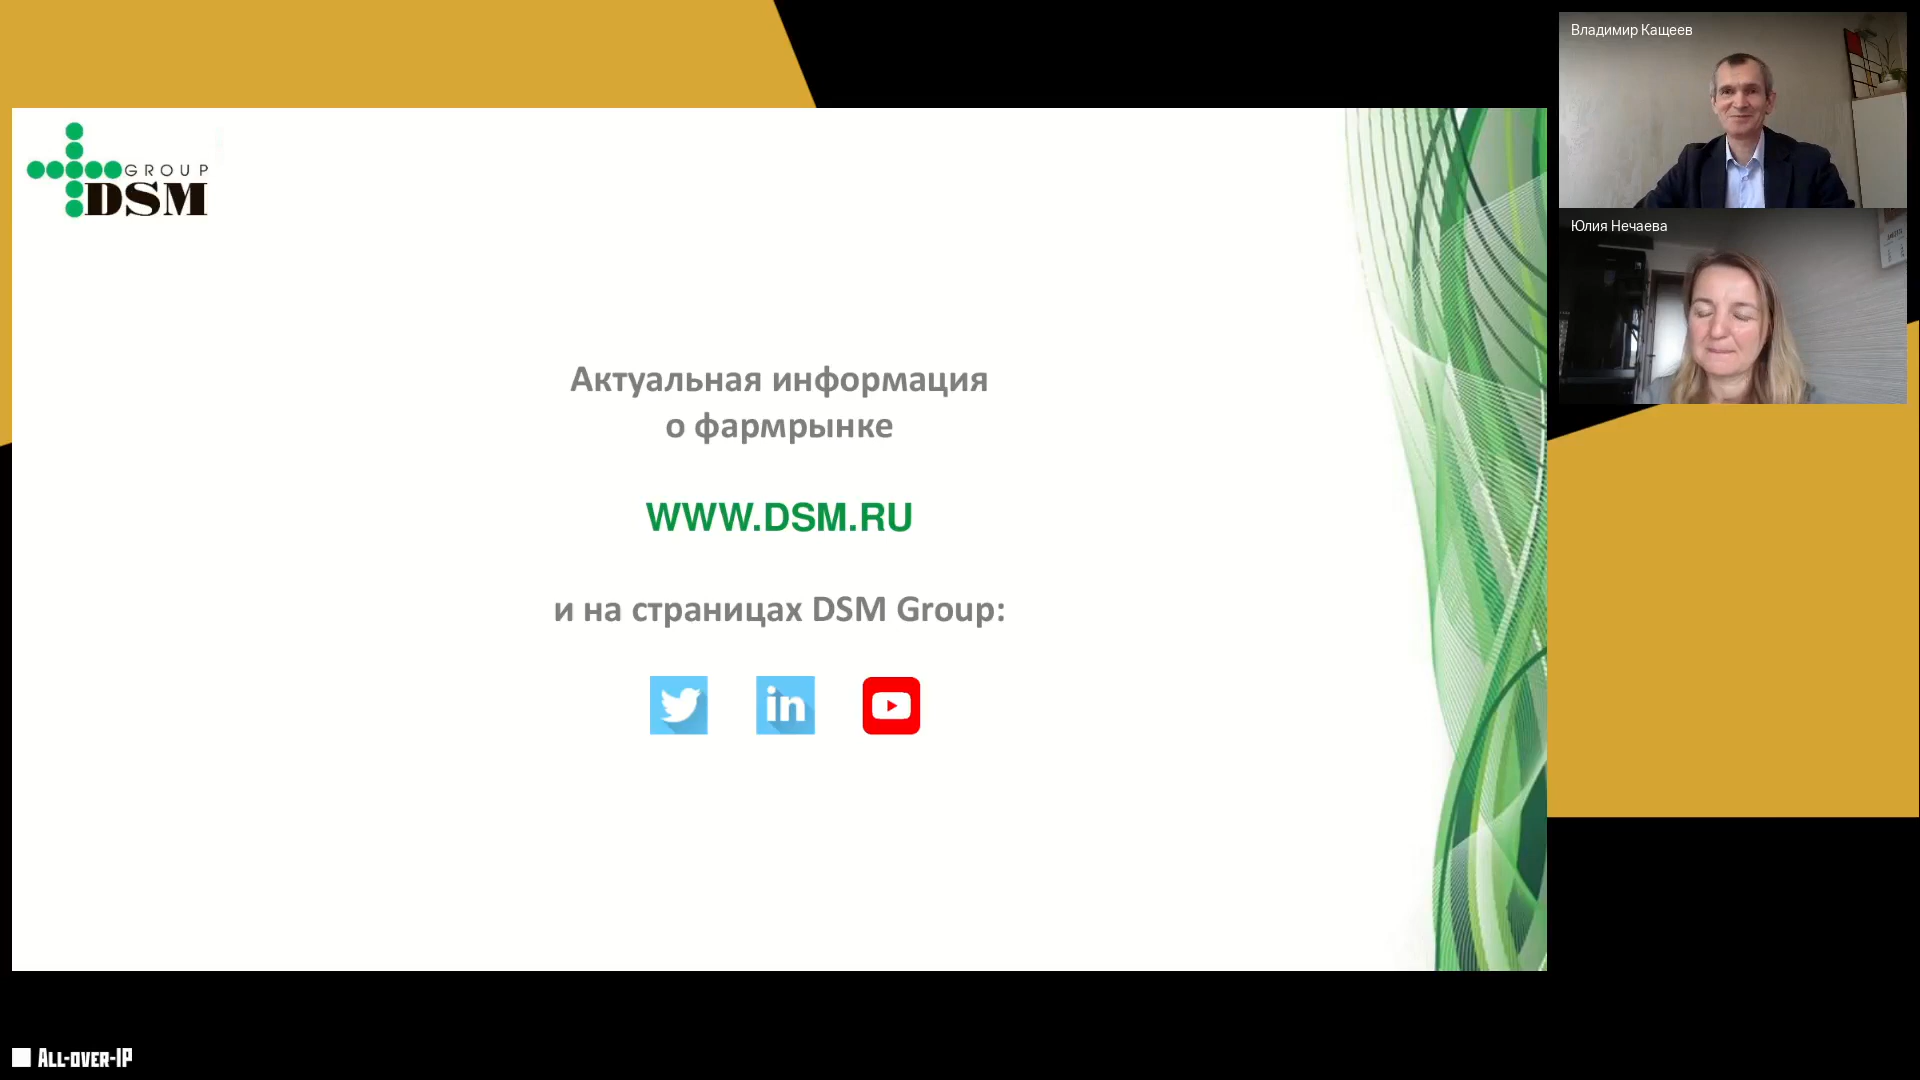 GROUP
DSM
Актуальная информация
о фармрынке
WWW.DSM.RU
и на страницах DSM Group:
in
Владимир Кащеев
Юлия Нечаева
ALL-OVER-IP